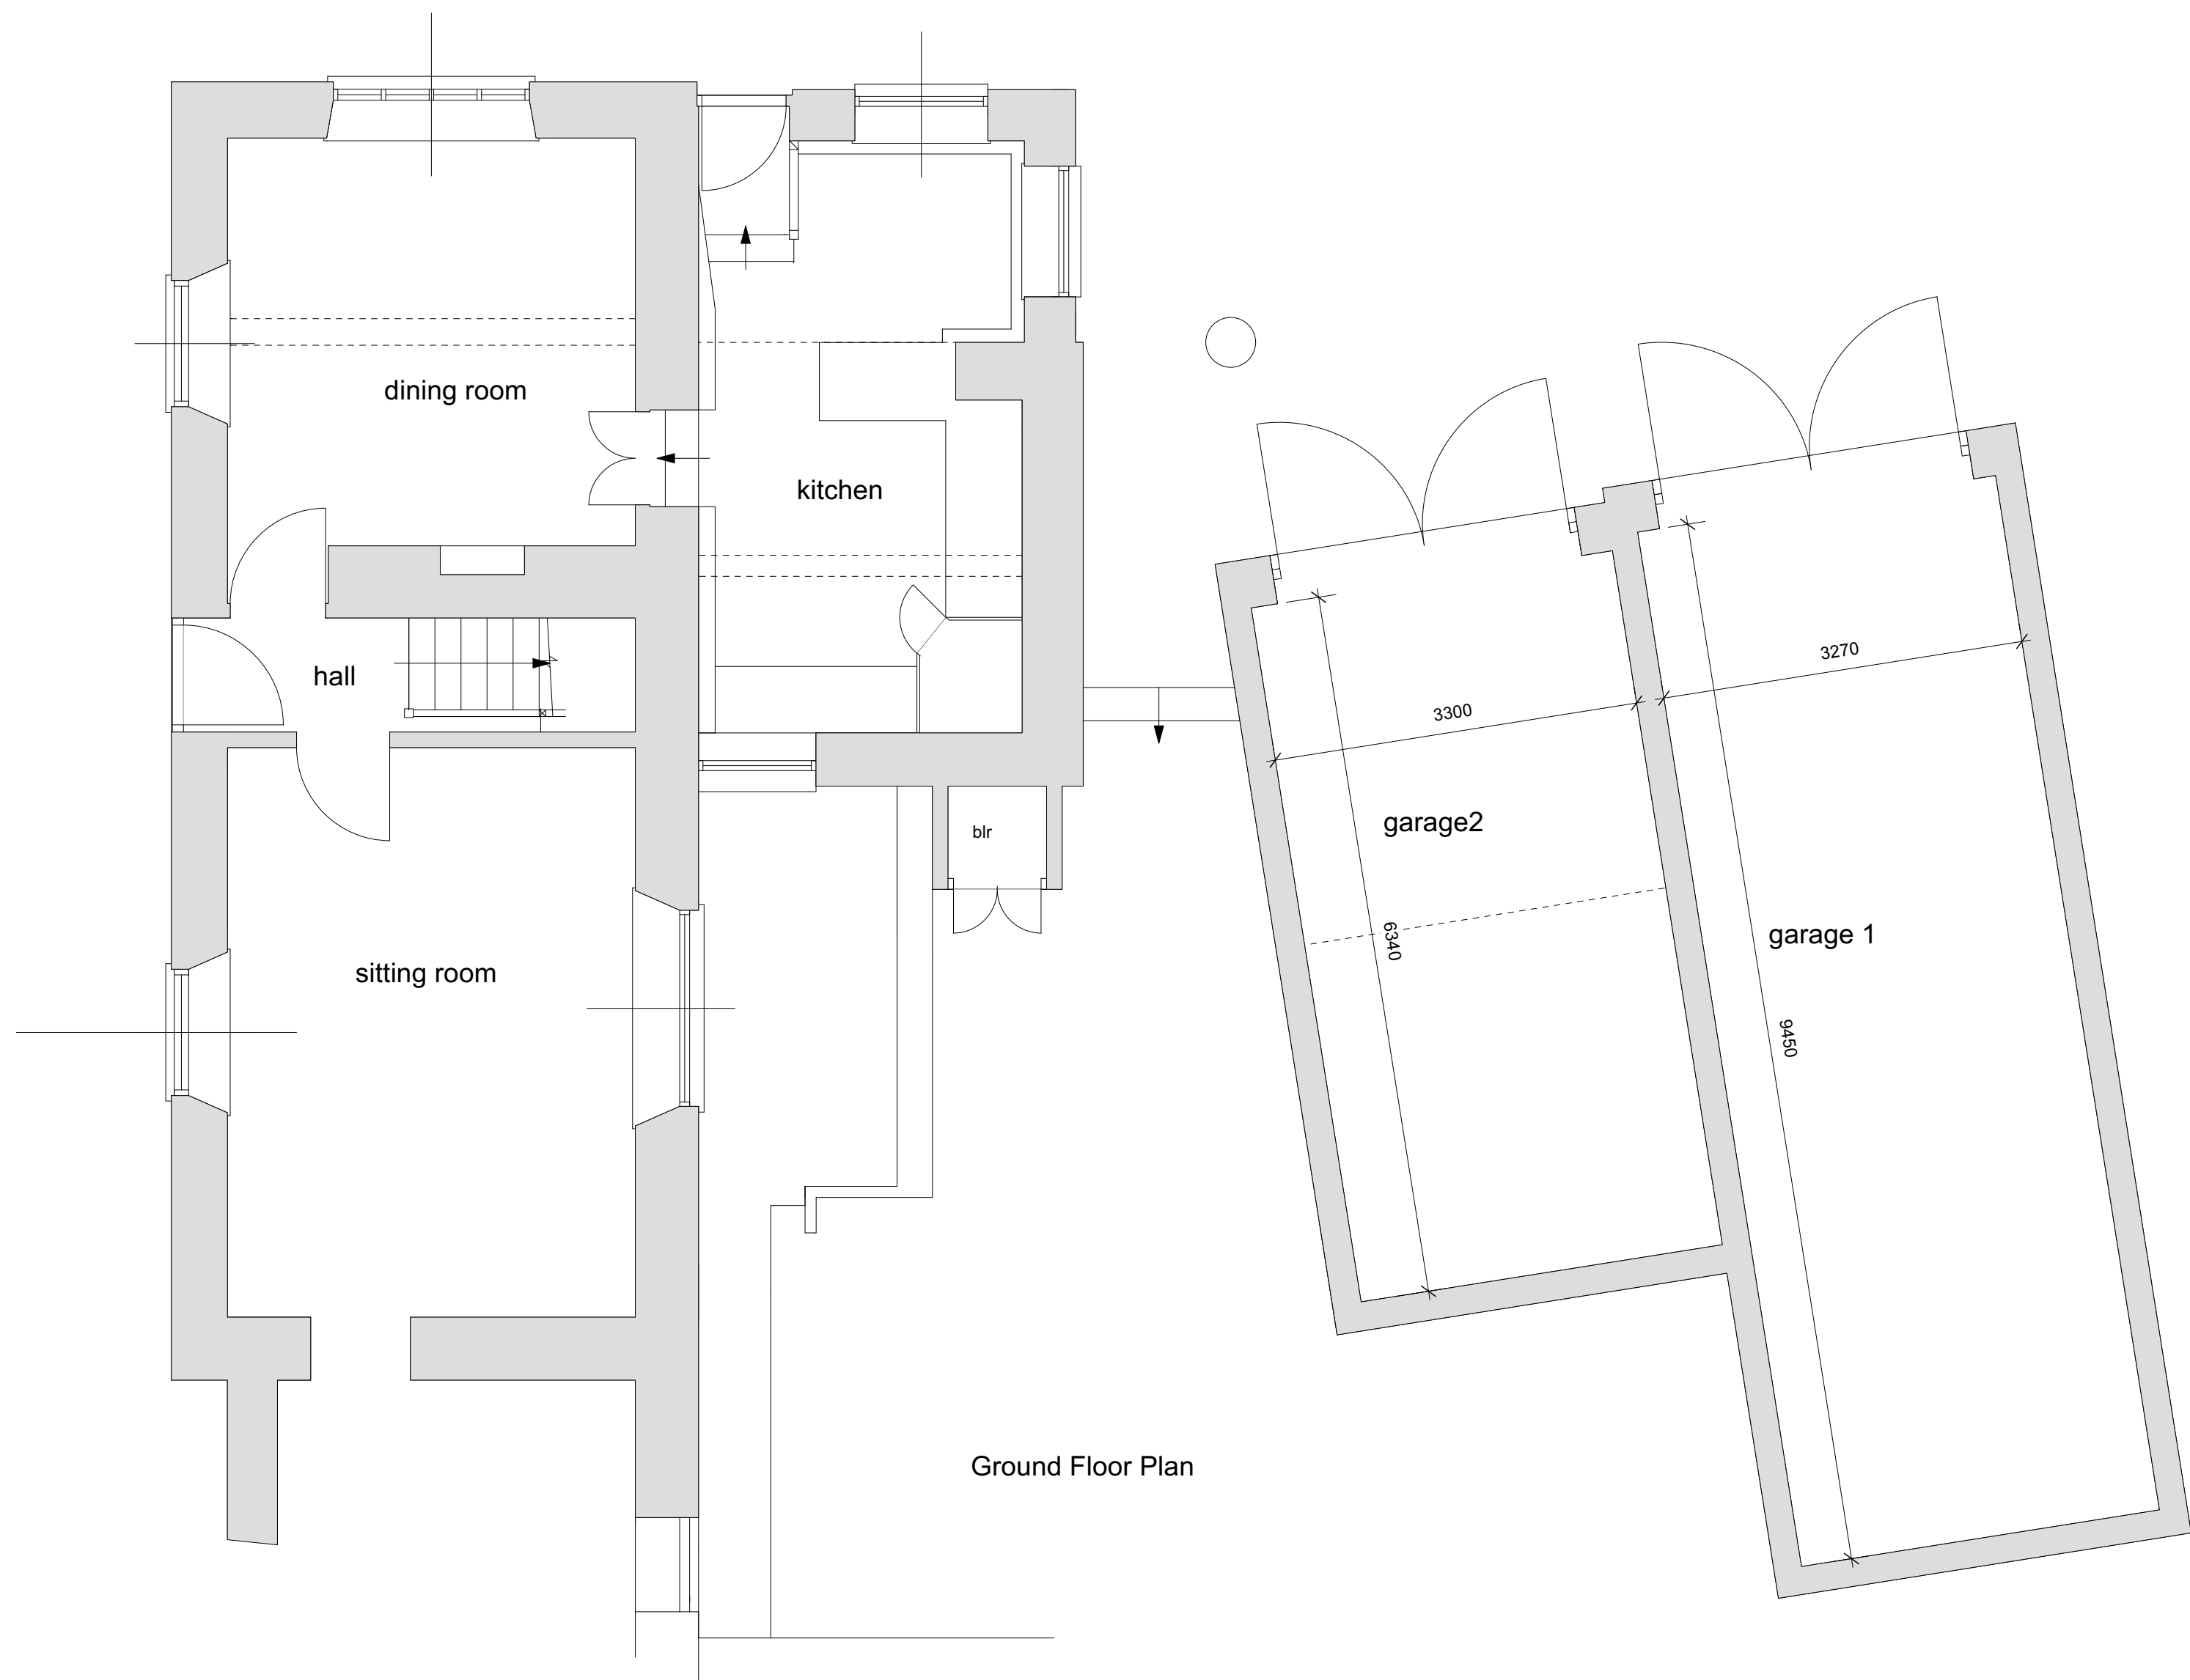 dining room
kitchen
hall
3270
3300
garage2
blr
garage 1
6340
sitting room
9450
Ground Floor Plan